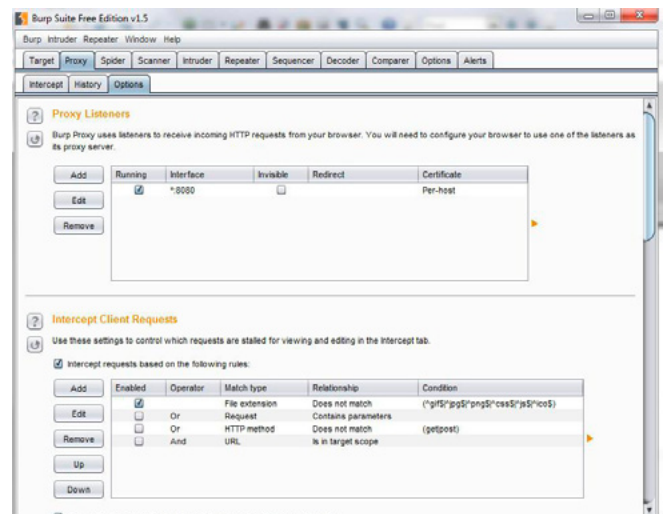 Burp Suite Free Edition v1.5
Burp Intruder Repeater Window Help
Target Proxy Spider Scanner Intruder Repeater Sequencer Decoder Comparer Options Alerts
Intercept History Options
? Proxy Listeners
Burp Proxy uses listeners to receive incoming HTTP requests from your browser. You will need to configure your browser to use one of the listeners as
its proxy server.
Add Running Interface Invisible Redirect Certificate
*:8080 Per-host
Edit
Remove
? Intercept Client Requests
Use these settings to control which requests are stalled for viewing and editing in the Intercept tab.
Intercept requests based on the following rules:
Add Enabled Operator Match type Relationship Condition
File extension Does not match (^gif$|^jpg$|^png$|^css$|^js$|^ico$)
Edit Or Request Contains parameters
Or HTTP method Does not match (get|post)
Remove And URL Is in target scope
Up
Down